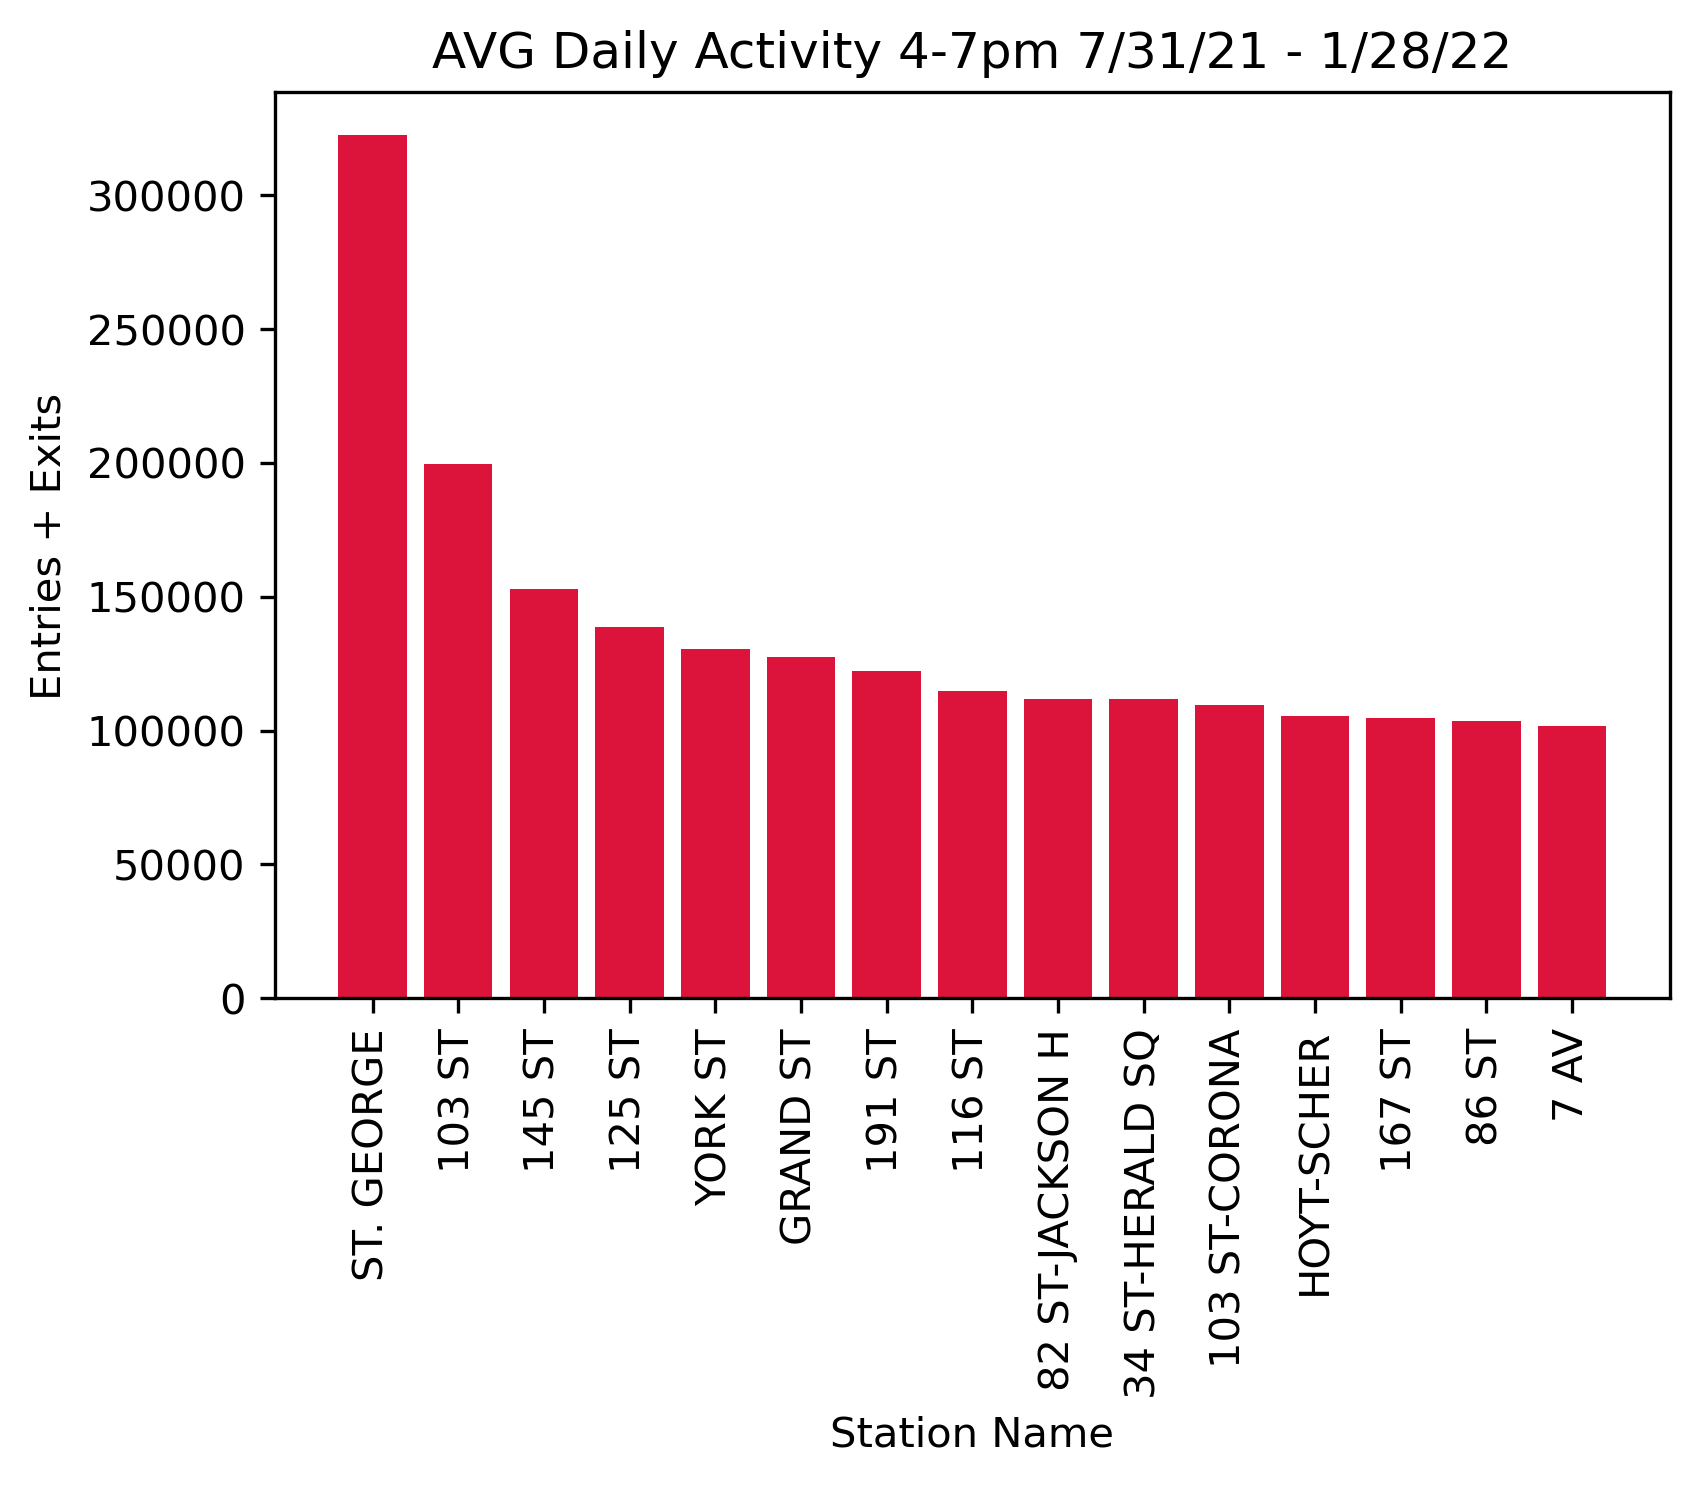 AVG Daily Activity 4-7pm 7/31/21 - 1/28/22
Entries + Exits
300000
250000
200000
150000
100000
50000
0
ST. GEORGE
103 ST
145 ST
125 ST
YORK ST
GRAND ST
191 ST
116 ST
82 ST-JACKSON H
34 ST-HERALD SQ
103 ST-CORONA
HOYT-SCHER
167 ST
86 ST
7 AV
Station Name